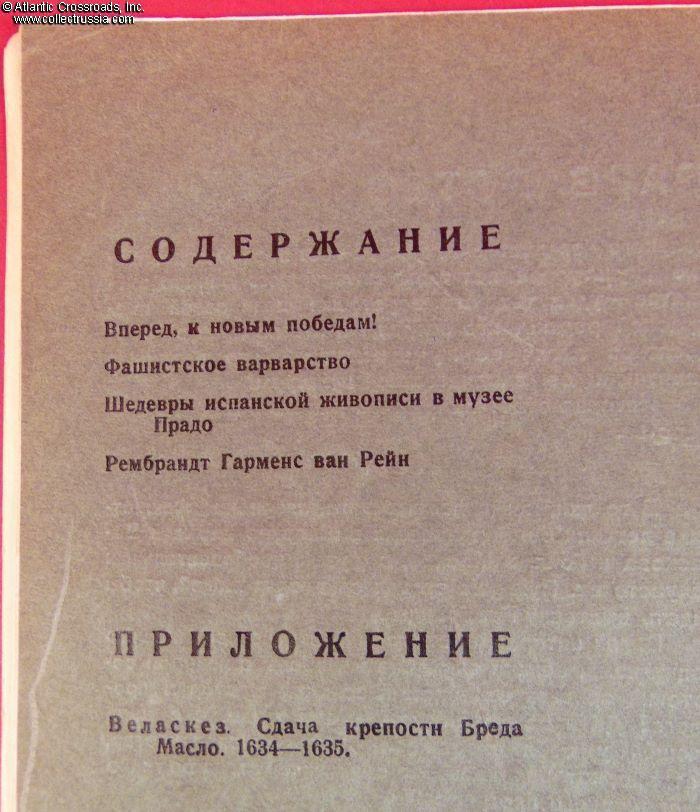 © Atlantic Crossroads, Inc.
www.collectrussia.com
СОДЕРЖАНИЕ
Вперед, к новым победам!
Фашистское варварство
Шедевры испанской живописи в музее
Прадо
Рембрандт Гарменс ван Рейн
ПРИЛОЖЕНИЕ
Веласкез. Сдача крепости Бреда
Масло. 1634—1635.